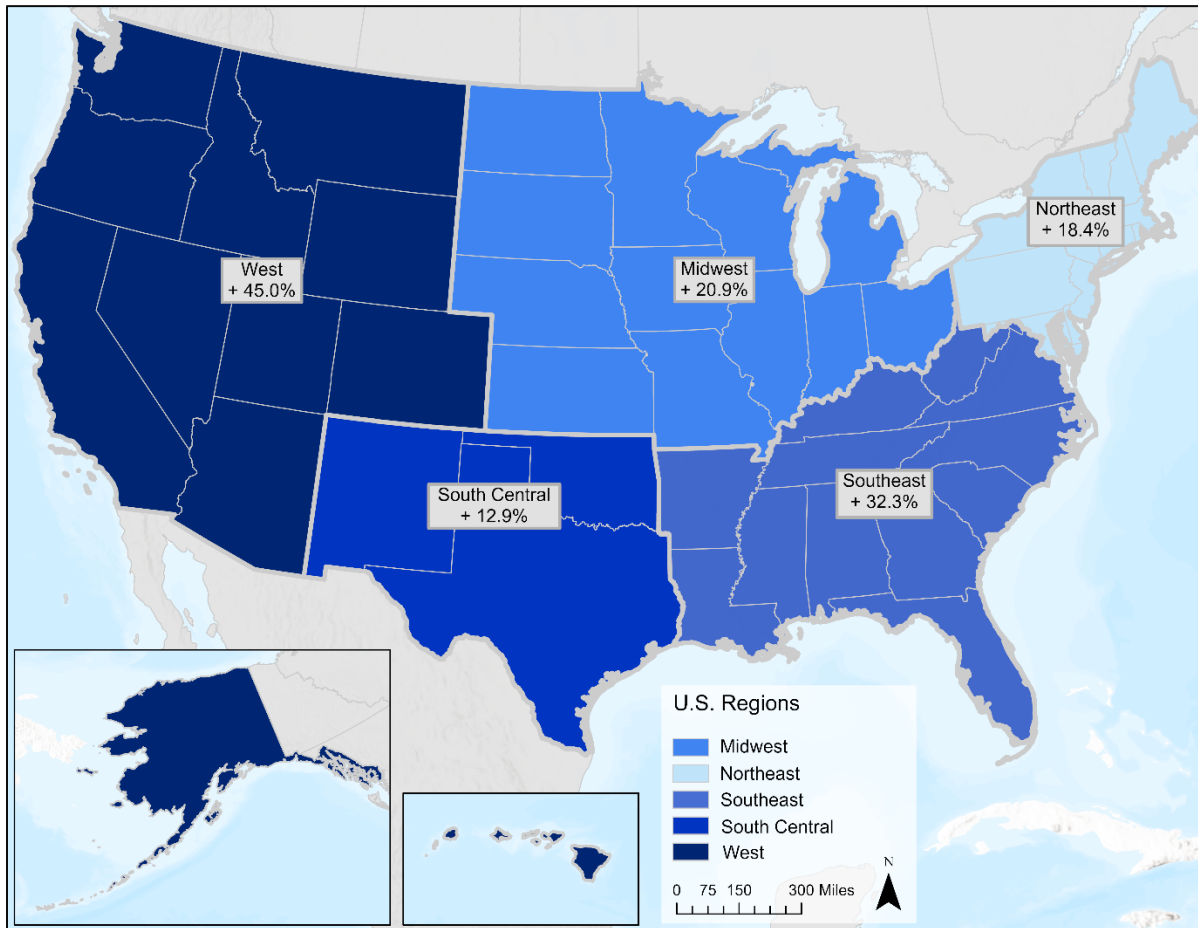 Northeast
+ 18.4%
West
+ 45.0%
Midwest
+ 20.9%
South Central
+ 12.9%
Southeast
+ 32.3%
U.S. Regions
Midwest
Northeast
Southeast
South Central
West
N
0 75 150 300 Miles